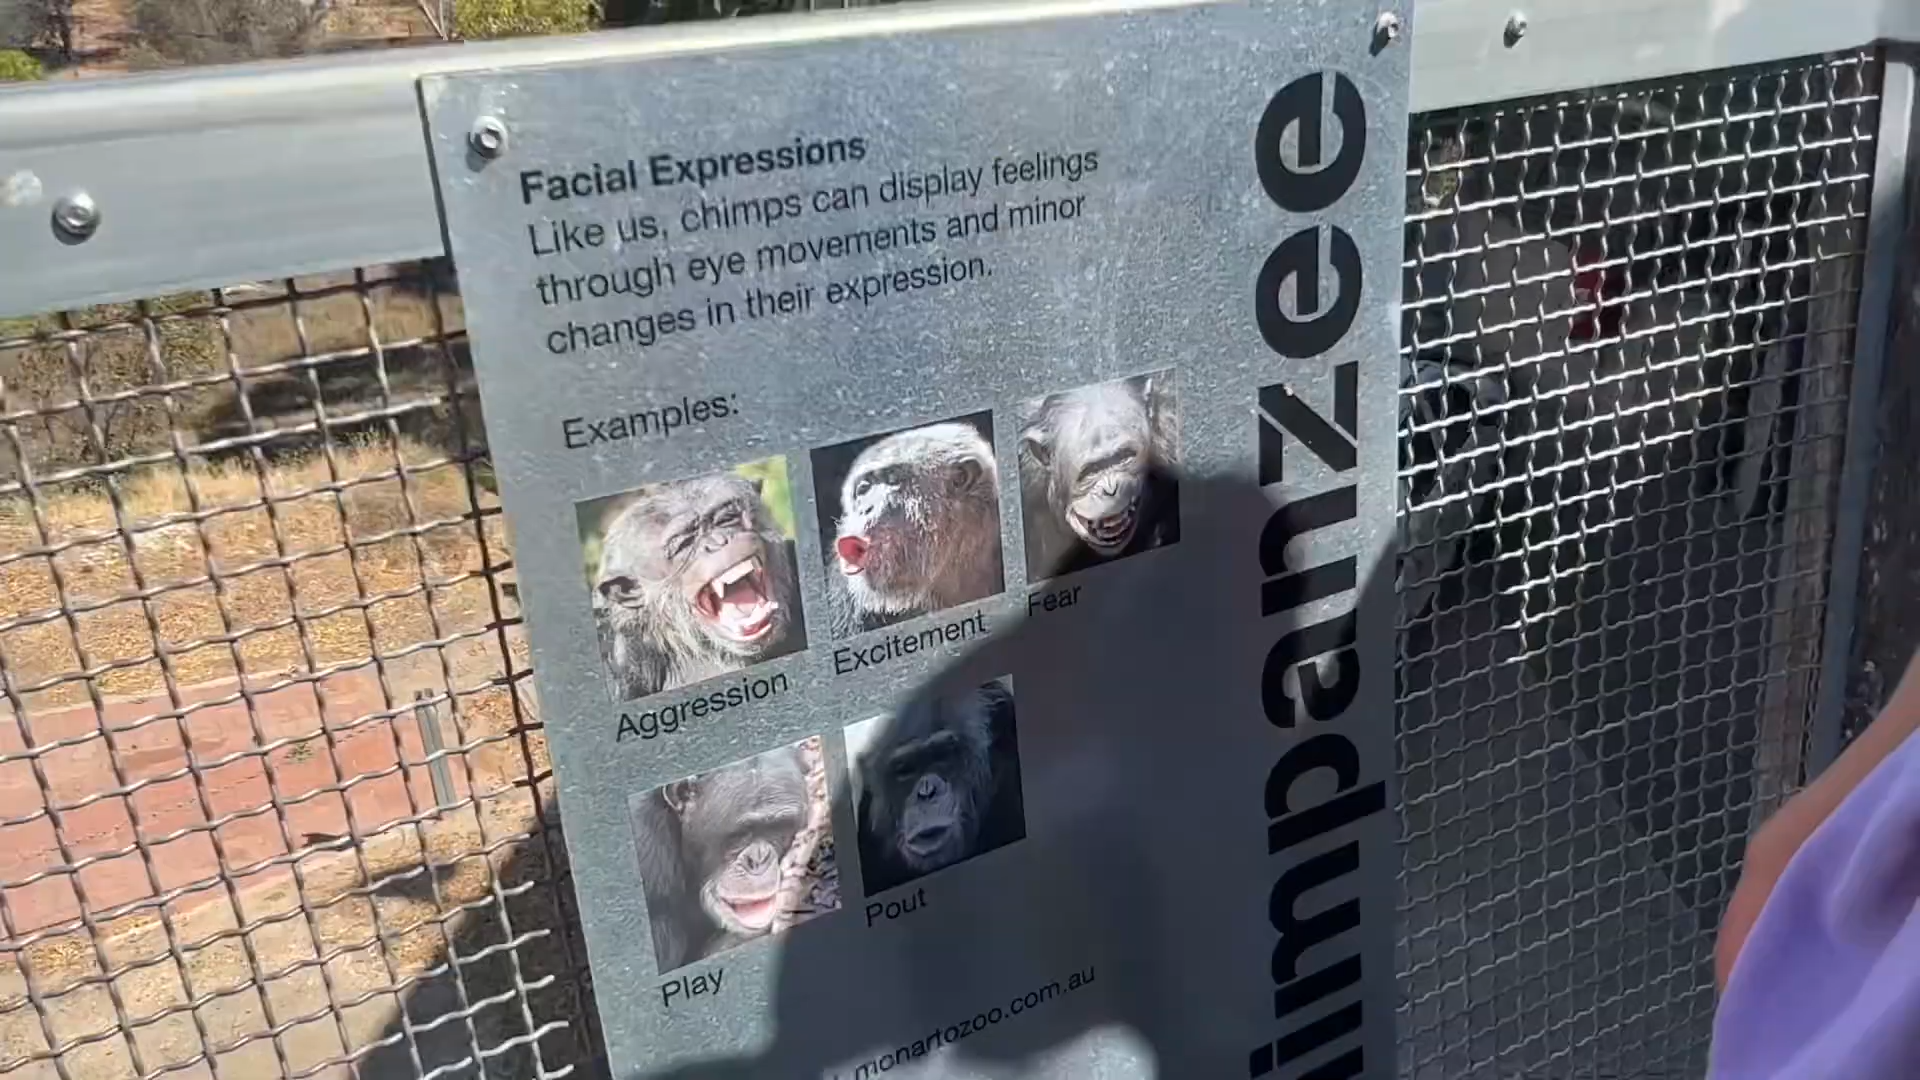 Facial Expressions
Like us, chimps can display feelings
through eye movements and minor
changes in their expression.
Examples:
Aggression
Excitement
Fear
Play
Pout
monartozoo.com.au
impanzee